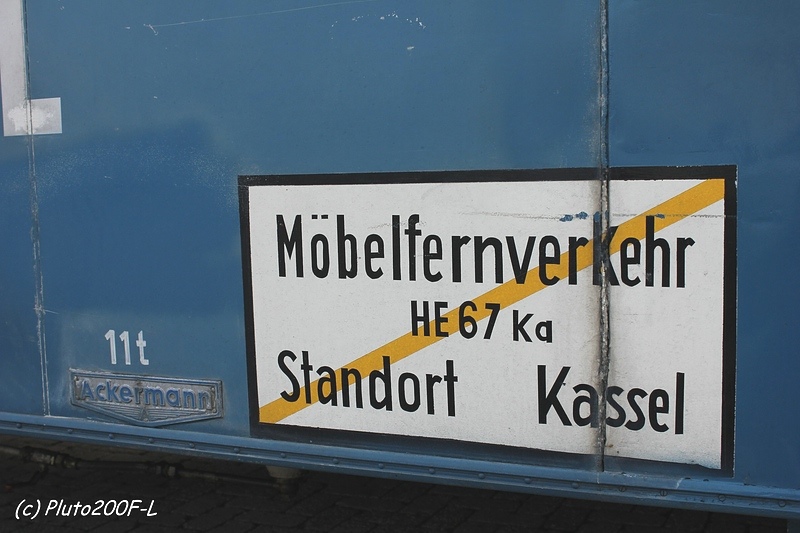 Möbelfernverkehr
HE 67 Ka
Standort Kassel
11t
Ackermann
(c) Pluto200F-L